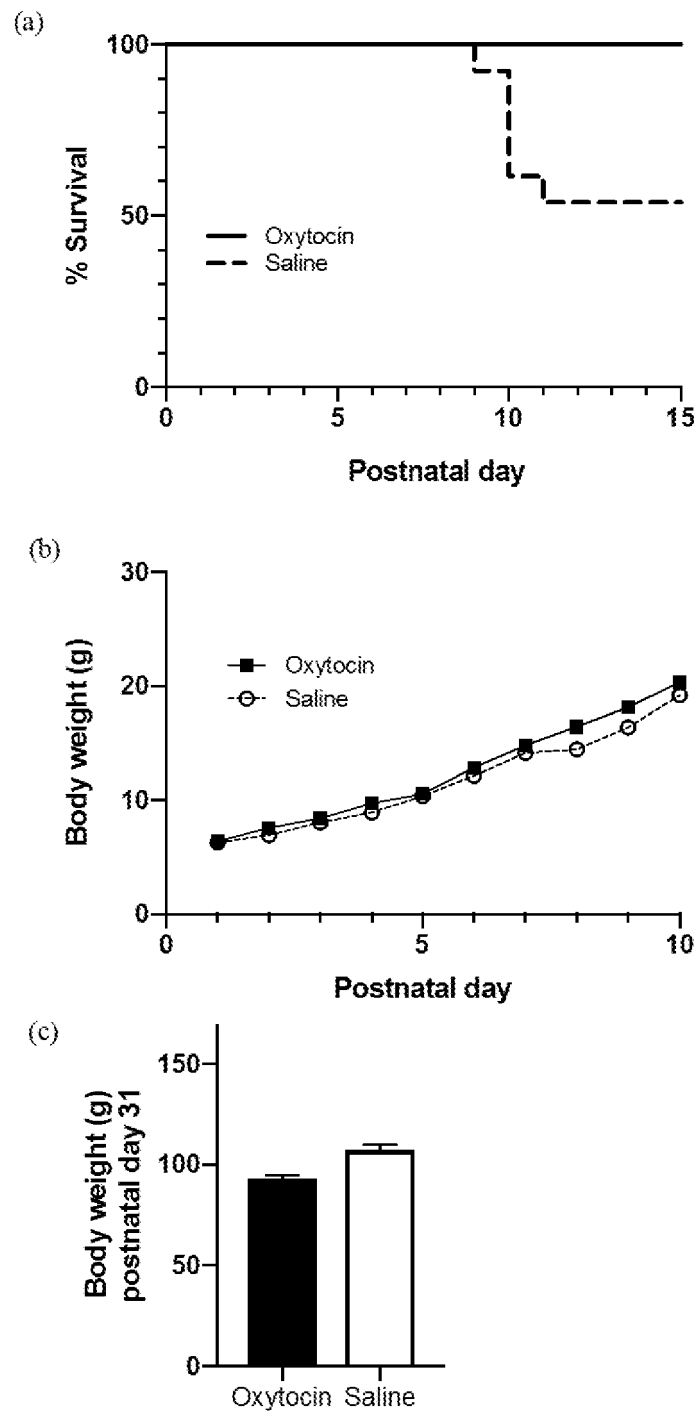 (a)
100
50
0
% Survival
Oxytocin
Saline
0 5 10 15
Postnatal day
(b)
30
20
10
0
Body weight (g)
Oxytocin
Saline
0 5 10
Postnatal day
(c)
150
100
50
0
Body weight (g)
postnatal day 31
Oxytocin Saline